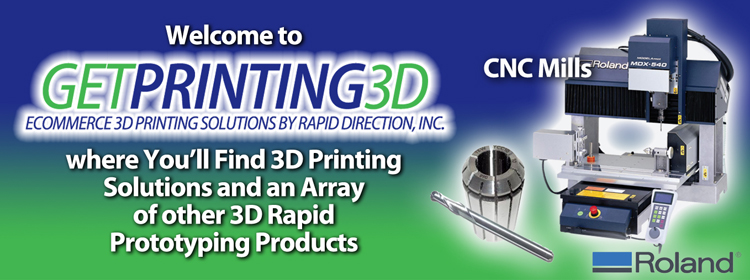 Welcome to
GETPRINTING3D
ECOMMERCE 3D PRINTING SOLUTIONS BY RAPID DIRECTION, INC.
where You'll Find 3D Printing
Solutions and an Array
of other 3D Rapid
Prototyping Products
CNC Mills
Roland
MDX-540
Roland